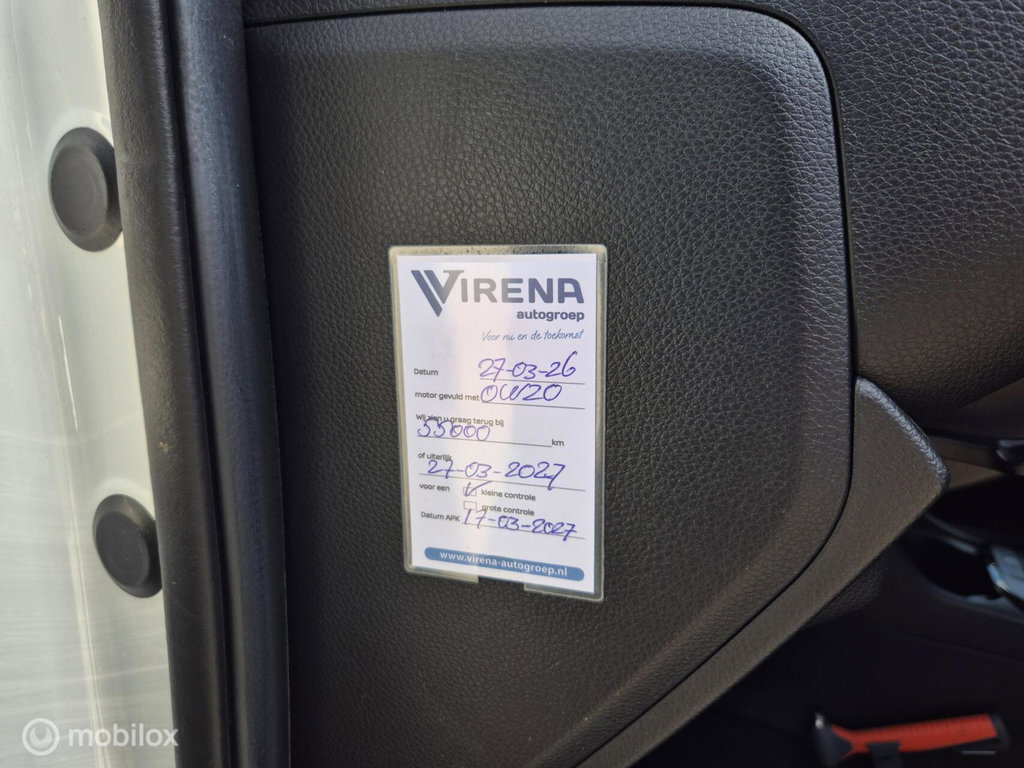 VIRENA
autogroep
Voor nu en de toekomst
Datum 27-03-26
motor gevuld met 0W20
wij zien u graag terug bij
55000 km
of uiterlijk
27-03-2027
voor een kleine controle
grote controle
Datum APK 17-03-2027
www.virena-autogroep.nl
mobilox